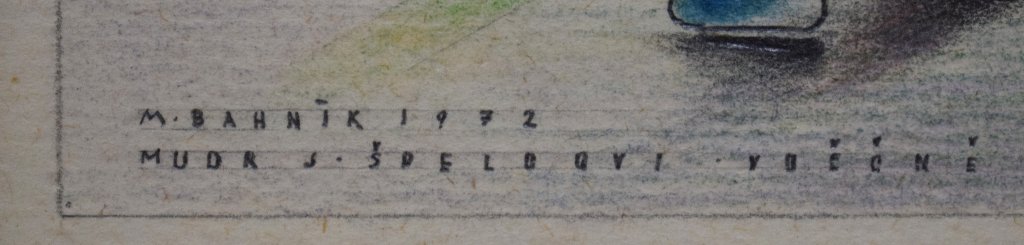 M. BAHNÍK 1972
MUDR J. ŠPELDOVI. VDĚČNĚ